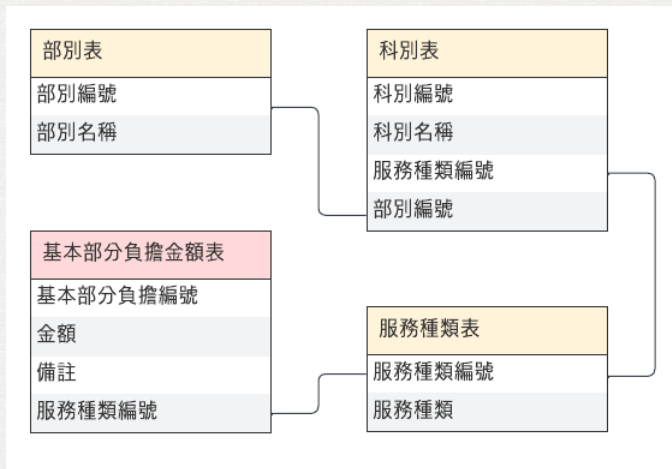 部別表
部別編號
部別名稱
科別表
科別編號
科別名稱
服務種類編號
部別編號
基本部分負擔金額表
基本部分負擔編號
金額
備註
服務種類編號
服務種類表
服務種類編號
服務種類